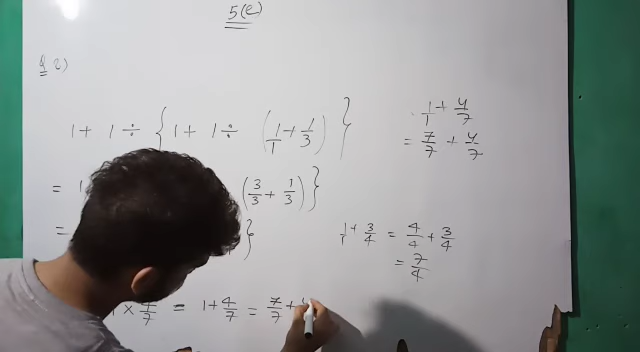 5(e)
Q 2)
1 + 1 ÷ { 1 + 1 ÷ (1/1 + 1/3) }
= 1 (3/3 + 1/3) }
= }
1 × 4/7 = 1 + 4/7 = 7/7 +
1/1 + 4/7
= 7/7 + 4/7
1/1 + 3/4 = 4/4 + 3/4
= 7/4